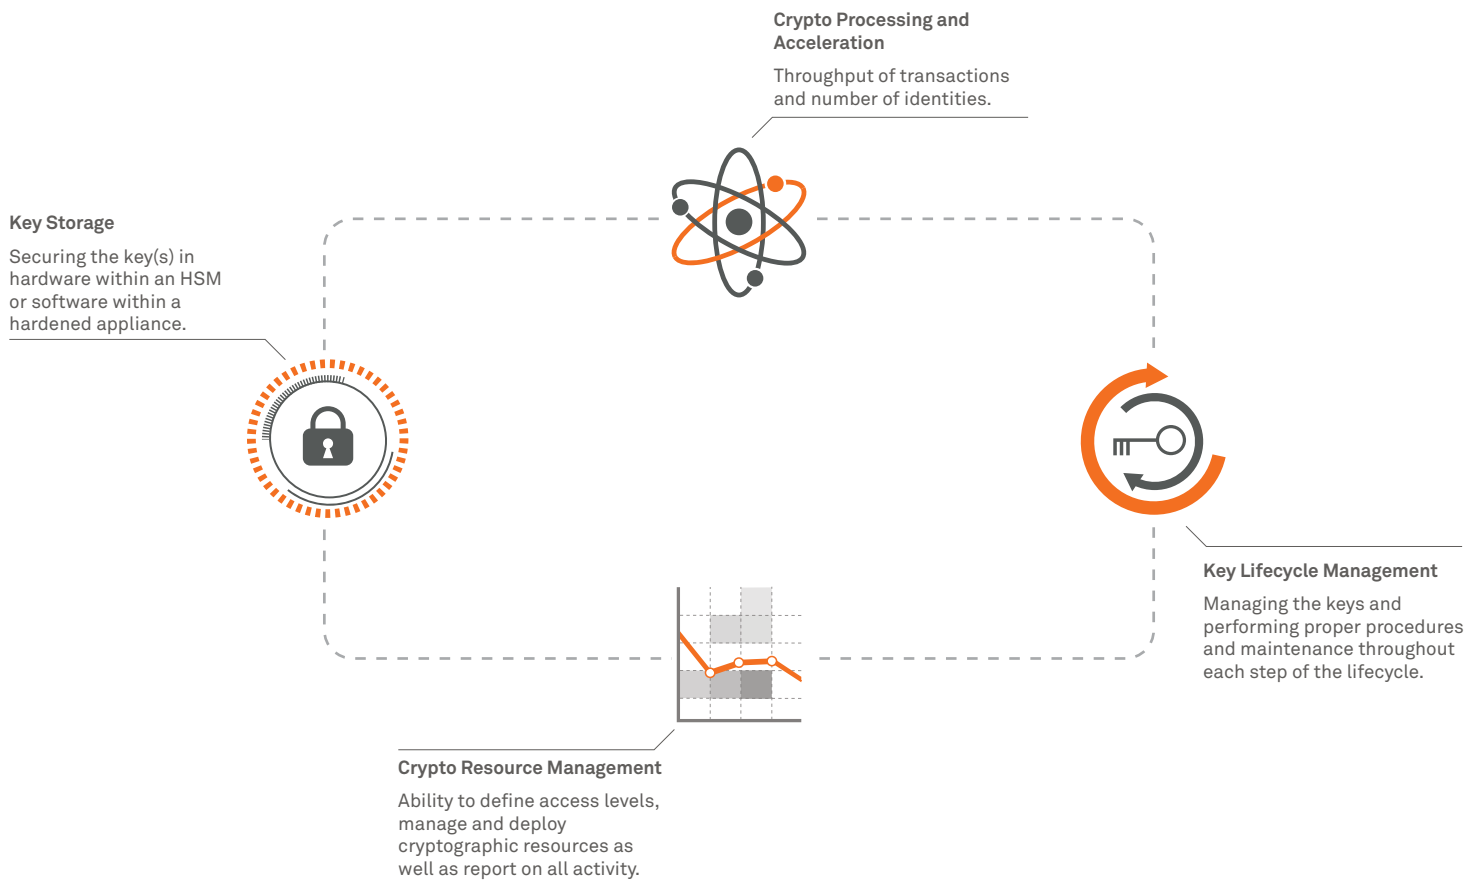 Crypto Processing and
Acceleration
Throughput of transactions
and number of identities.
Key Storage
Securing the key(s) in
hardware within an HSM
or software within a
hardened appliance.
Key Lifecycle Management
Managing the keys and
performing proper procedures
and maintenance throughout
each step of the lifecycle.
Crypto Resource Management
Ability to define access levels,
manage and deploy
cryptographic resources as
well as report on all activity.